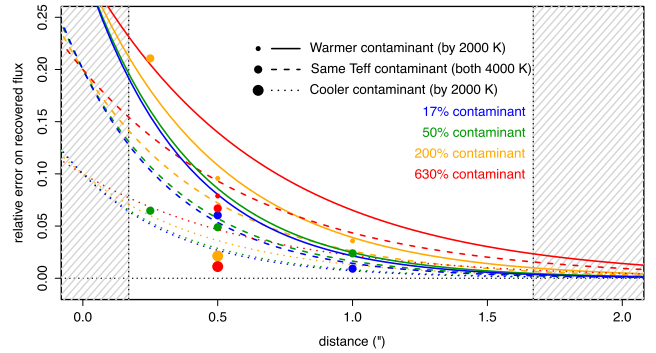 0.25
0.20
0.15
0.10
0.05
0.00
relative error on recovered flux
Warmer contaminant (by 2000 K)
Same Teff contaminant (both 4000 K)
Cooler contaminant (by 2000 K)
17% contaminant
50% contaminant
200% contaminant
630% contaminant
0.0 0.5 1.0 1.5 2.0
distance (")